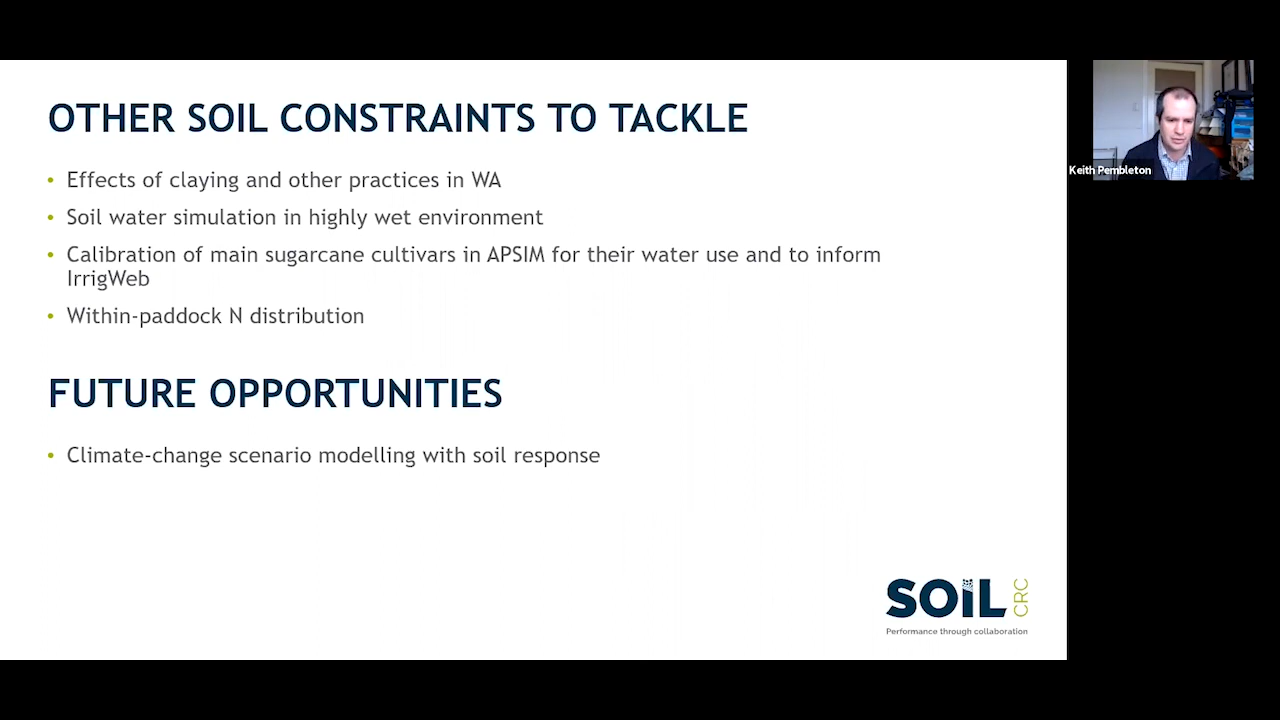 OTHER SOIL CONSTRAINTS TO TACKLE
• Effects of claying and other practices in WA
• Soil water simulation in highly wet environment
• Calibration of main sugarcane cultivars in APSIM for their water use and to inform
IrrigWeb
• Within-paddock N distribution
FUTURE OPPORTUNITIES
• Climate-change scenario modelling with soil response
SOIL CRC
Performance through collaboration
Keith Pembleton